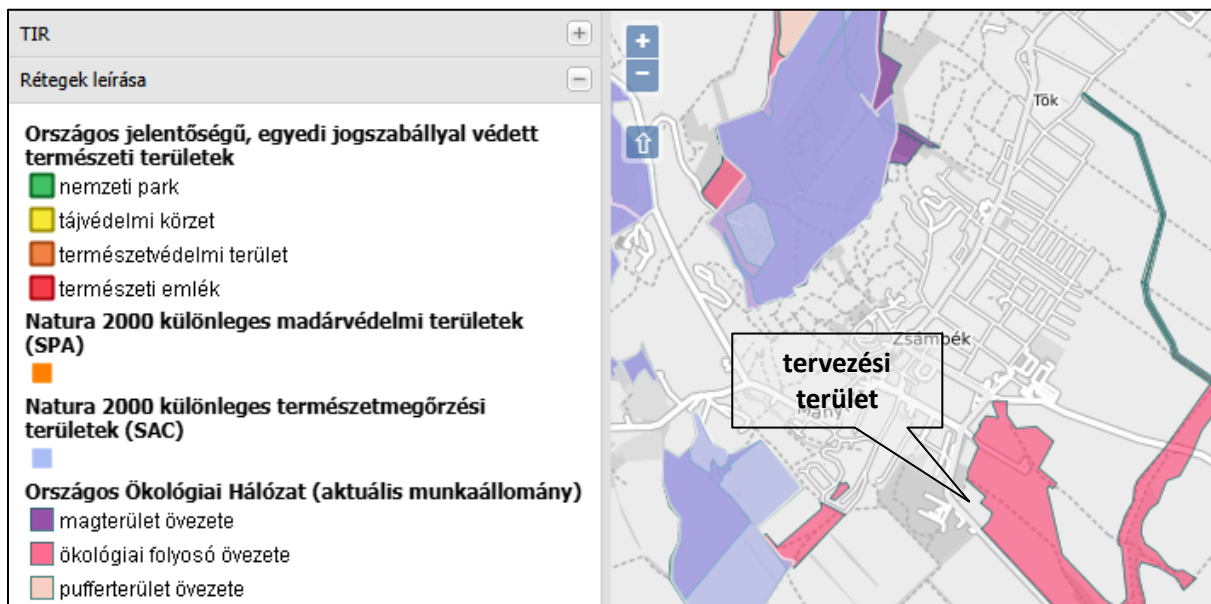 TIR
Rétegek leírása
Országos jelentőségű, egyedi jogszabállyal védett
természeti területek
nemzeti park
tájvédelmi körzet
természetvédelmi terület
természeti emlék
Natura 2000 különleges madárvédelmi területek
(SPA)
Natura 2000 különleges természetmegőrzési
területek (SAC)
Országos Ökológiai Hálózat (aktuális munkaállomány)
magterület övezete
ökológiai folyosó övezete
pufferterület övezete
Tök
Zsámbék
tervezési
terület
Mány